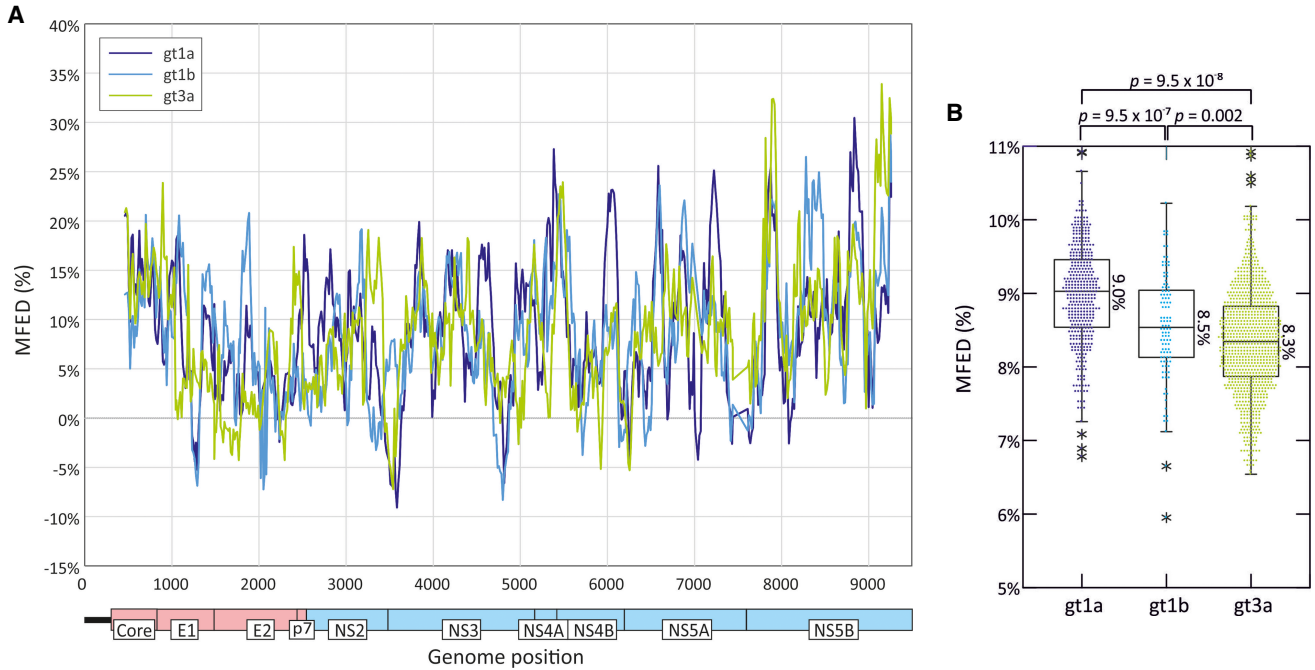 A
40%
35%
30%
25%
20%
15%
10%
5%
0%
-5%
-10%
-15%
MFED (%)
gt1a
gt1b
gt3a
0 1000 2000 3000 4000 5000 6000 7000 8000 9000
Core E1 E2 p7 NS2 NS3 NS4A NS4B NS5A NS5B
Genome position
B
p = 9.5 x 10⁻⁸
p = 9.5 x 10⁻⁷ p = 0.002
11%
10%
9%
8%
7%
6%
5%
MFED (%)
9.0%
8.5%
8.3%
gt1a gt1b gt3a